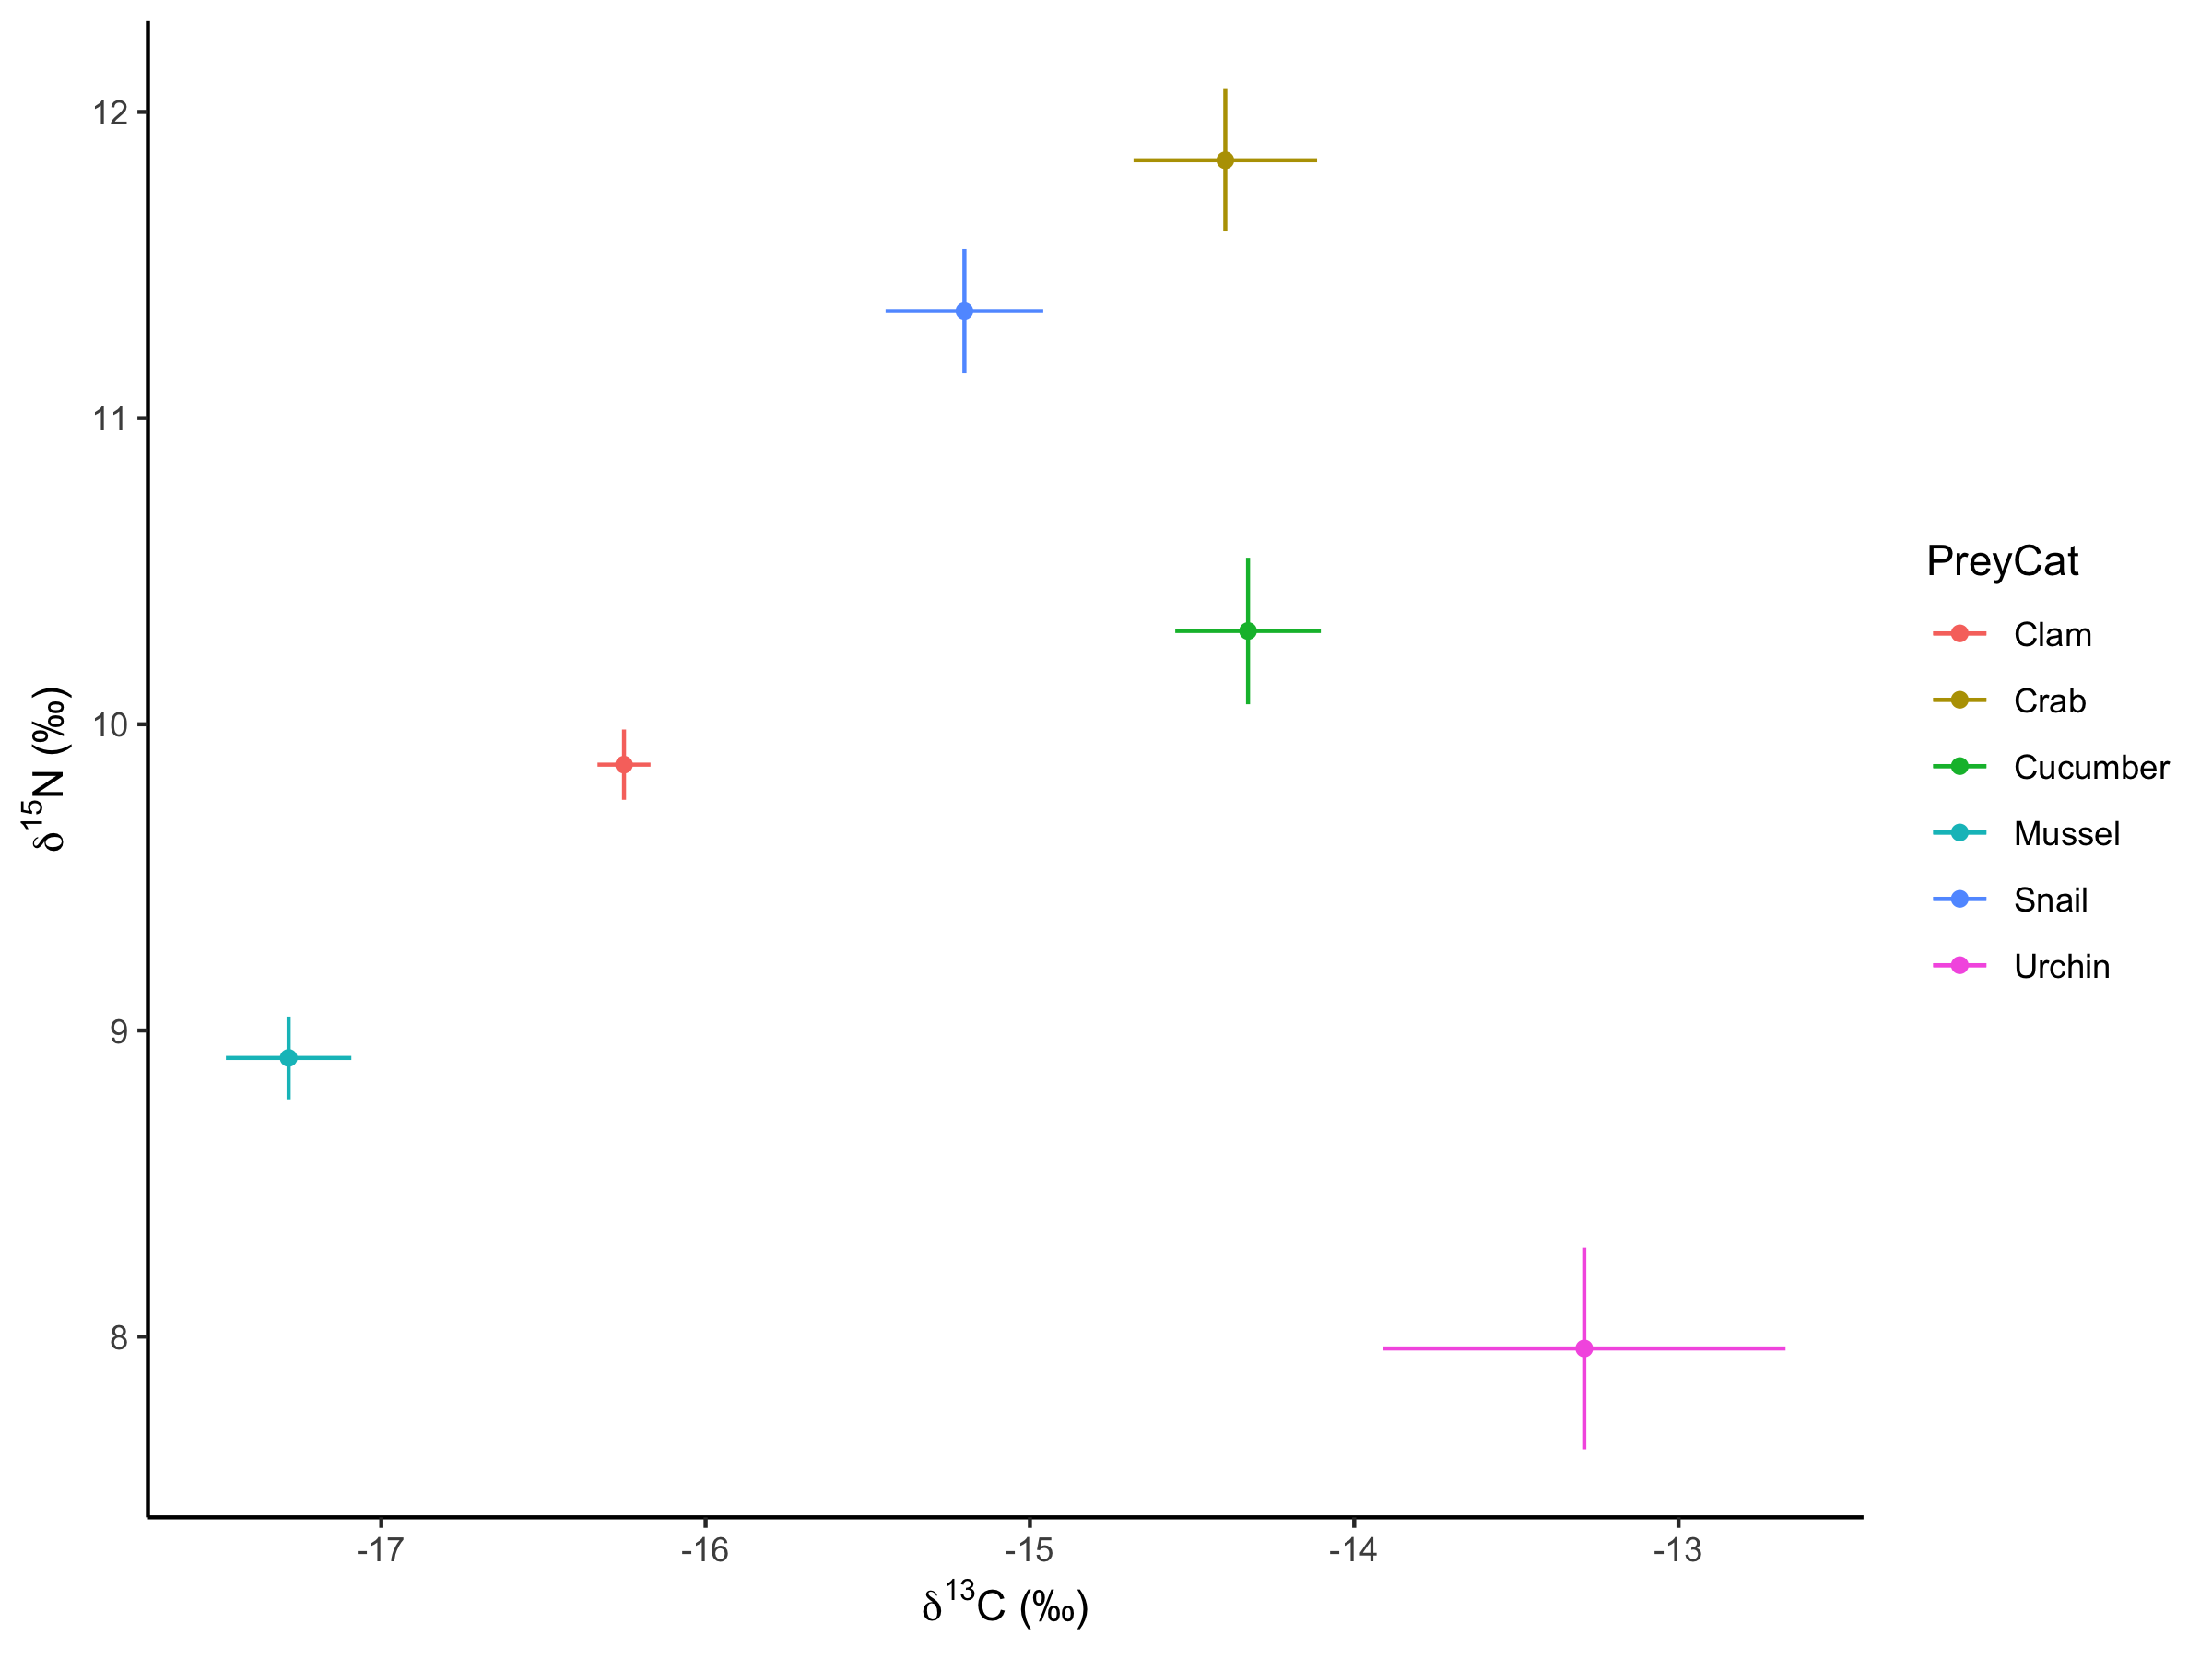 12
11
10
9
8
δ15N (‰)
-17
-16
-15
-14
-13
δ13C (‰)
PreyCat
Clam
Crab
Cucumber
Mussel
Snail
Urchin